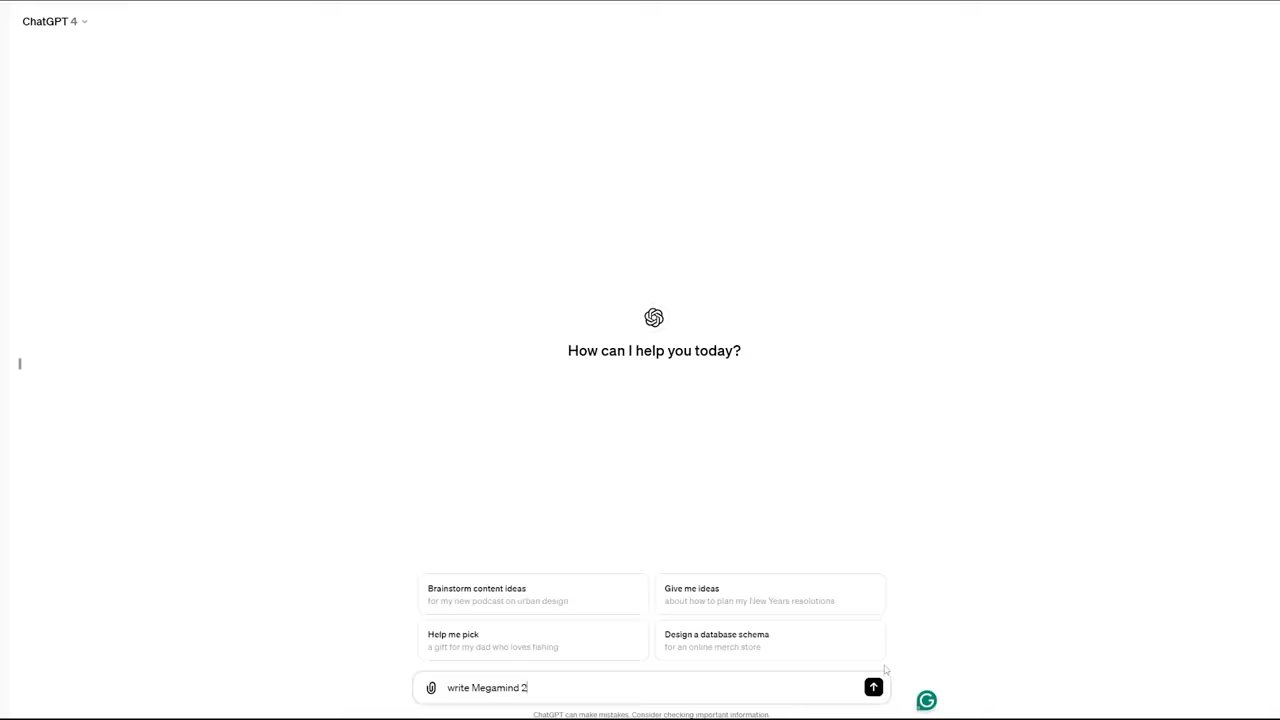 ChatGPT 4
How can I help you today?
Brainstorm content ideas
for my new podcast on urban design
Give me ideas
about how to plan my New Years resolutions
Help me pick
a gift for my dad who loves fishing
Design a database schema
for an online merch store
write Megamind 2
ChatGPT can make mistakes. Consider checking important information.